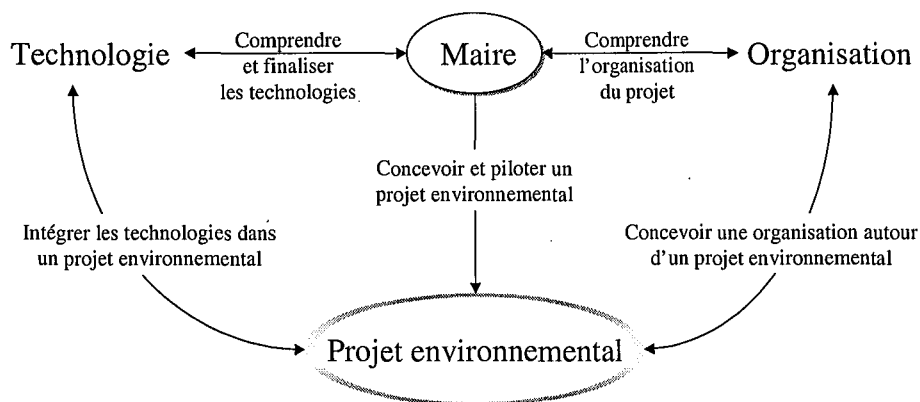 Technologie
Comprendre
et finaliser
les technologies
Maire
Comprendre
l'organisation
du projet
Organisation
Concevoir et piloter un
projet environnemental
Intégrer les technologies dans
un projet environnemental
Concevoir une organisation autour
d'un projet environnemental
Projet environnemental